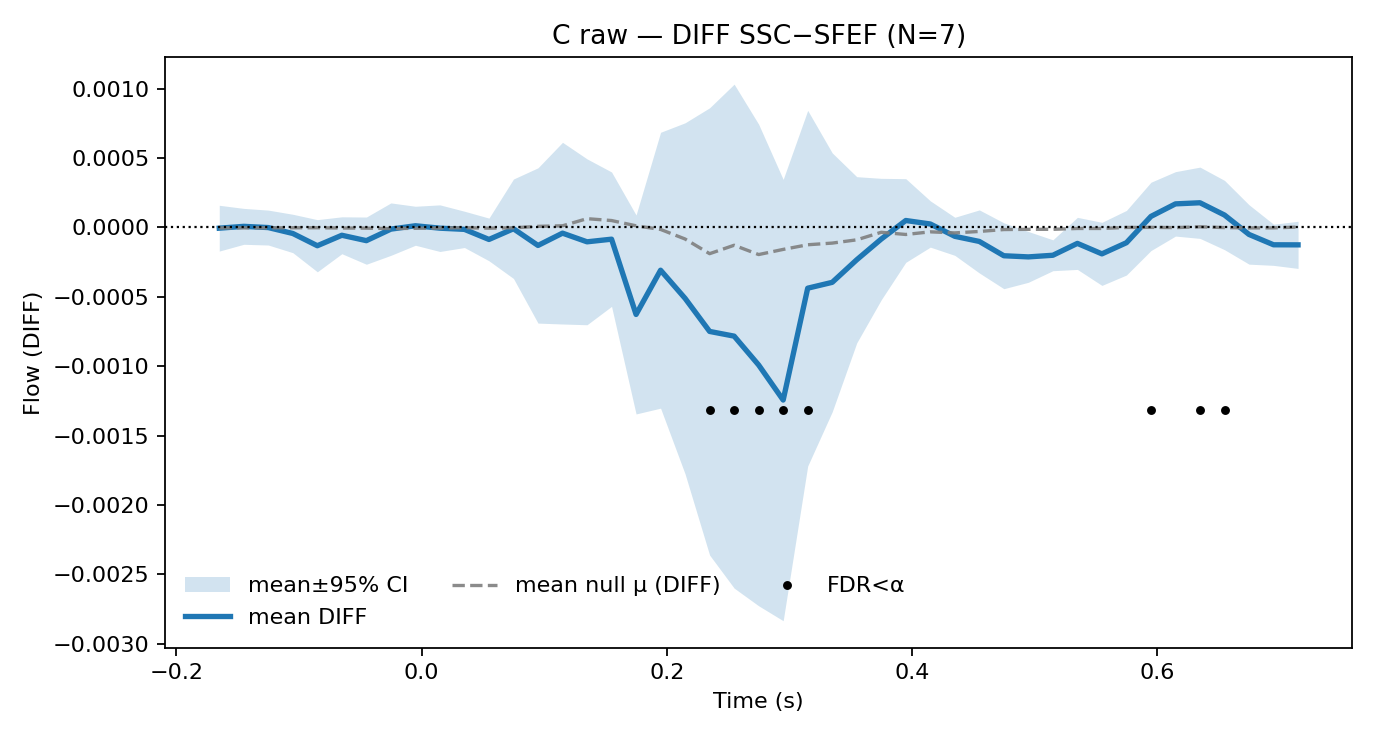 C raw — DIFF SSC−SFEF (N=7)
Flow (DIFF)
0.0010
0.0005
0.0000
−0.0005
−0.0010
−0.0015
−0.0020
−0.0025
−0.0030
mean±95% CI
mean DIFF
mean null μ (DIFF)
FDR<α
−0.2
0.0
0.2
0.4
0.6
Time (s)